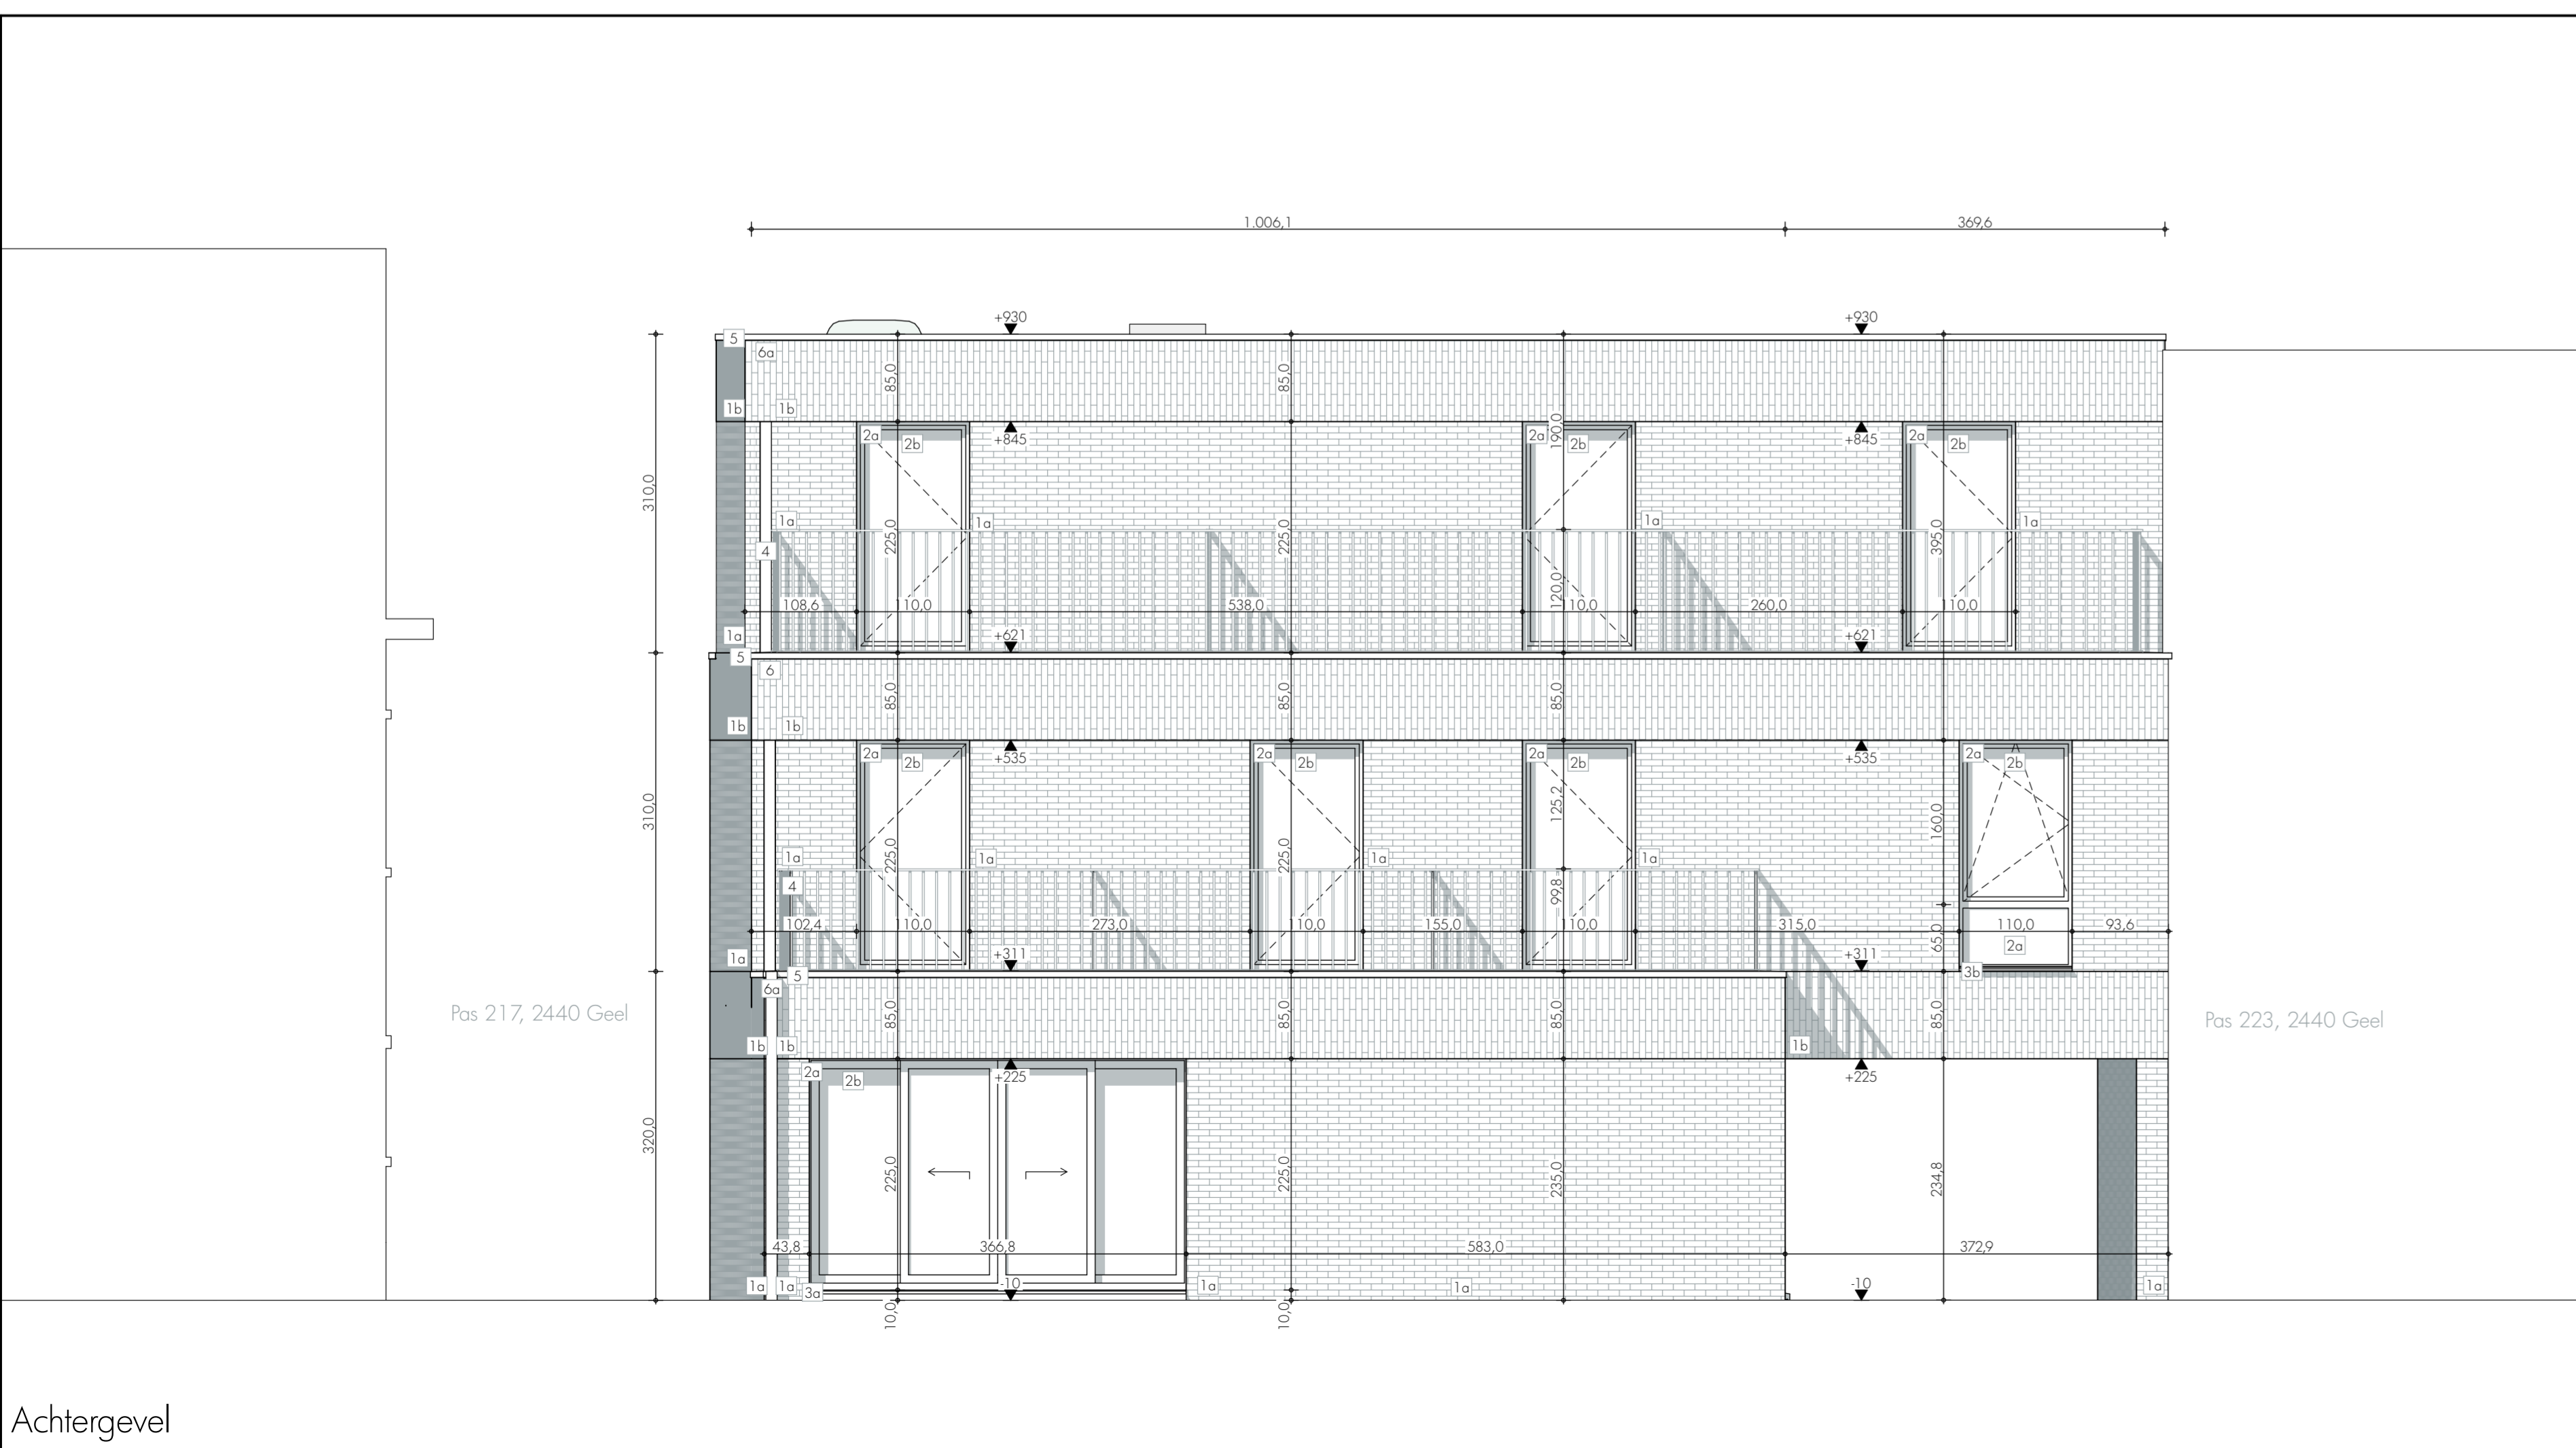 1.006,1 369,6
+930 +930
5
6a 85,0 85,0
1b 1b
2a 2b +845 2a 190,0 2b +845 2a 2b
310,0
1a 225,0 1a 225,0 1a 395,0 1a
4
108,6 110,0 538,0 120,0 110,0 260,0 110,0
1a +621 +621
5
6 85,0 85,0 85,0
1b 1b
2a 2b +535 2a 2b 2a 2b +535 2a 2b
310,0 125,2 160,0
1a 225,0 1a 225,0 1a 1a
4 99,8
102,4 110,0 273,0 110,0 155,0 110,0 315,0 110,0 93,6
1a +311 +311 65,0 2a
5 3b
6a 85,0 85,0 85,0 85,0
Pas 217, 2440 Geel Pas 223, 2440 Geel
1b 1b 1b
2a 2b +225 +225
320,0 225,0 225,0 235,0 234,8
43,8 366,8 583,0 372,9
1a 1a 3a -10 1a 1a -10 1a
10,0 10,0
Achtergevel